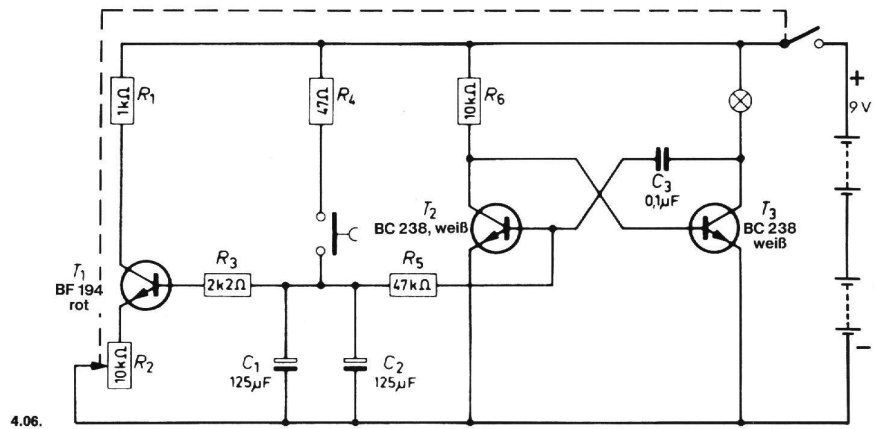 R1
1kΩ
R4
47Ω
R6
10kΩ
+
9V
C3
0,1µF
T2
BC 238, weiß
T3
BC 238
weiß
T1
BF 194
rot
R3
2k2Ω
R5
47kΩ
R2
10kΩ
C1
125µF
C2
125µF
−
4.06.